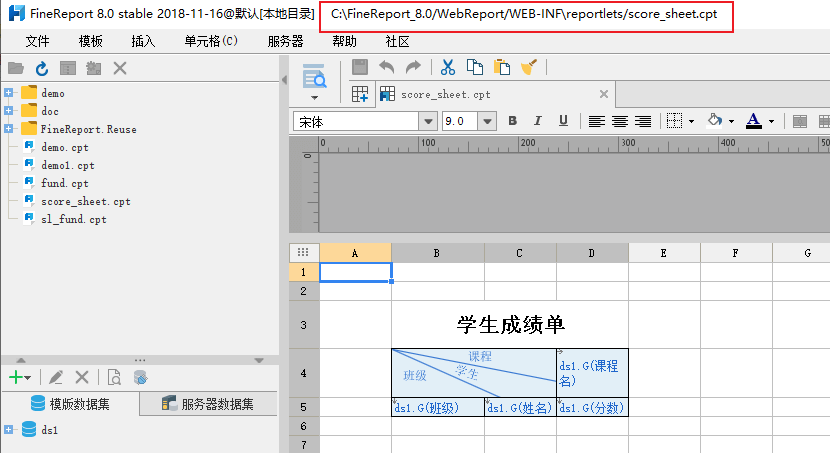 FineReport 8.0 stable 2018-11-16@默认[本地目录] C:\FineReport_8.0/WebReport/WEB-INF\reportlets/score_sheet.cpt
文件 模板 插入 单元格(C) 服务器 帮助 社区
demo
doc
FineReport.Reuse
demo.cpt
demo1.cpt
fund.cpt
score_sheet.cpt
sl_fund.cpt
模版数据集 服务器数据集
ds1
score_sheet.cpt
宋体 9.0 B I U A
0 100 200 300 400 500
0
A B C D E F G
1
2
3 学生成绩单
4 班级 学生 课程 ds1.G(课程名)
5 ds1.G(班级) ds1.G(姓名) ds1.G(分数)
6
7